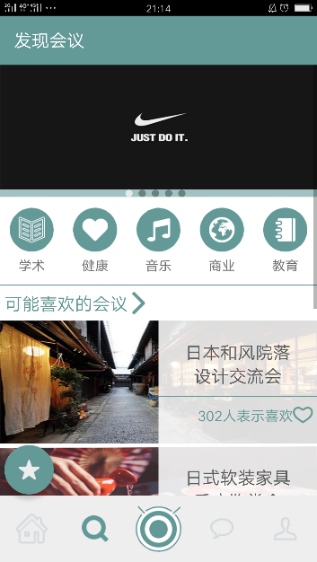 21:14
发现会议
JUST DO IT.
学术
健康
音乐
商业
教育
可能喜欢的会议
日本和风院落
设计交流会
302人表示喜欢
日式软装家具